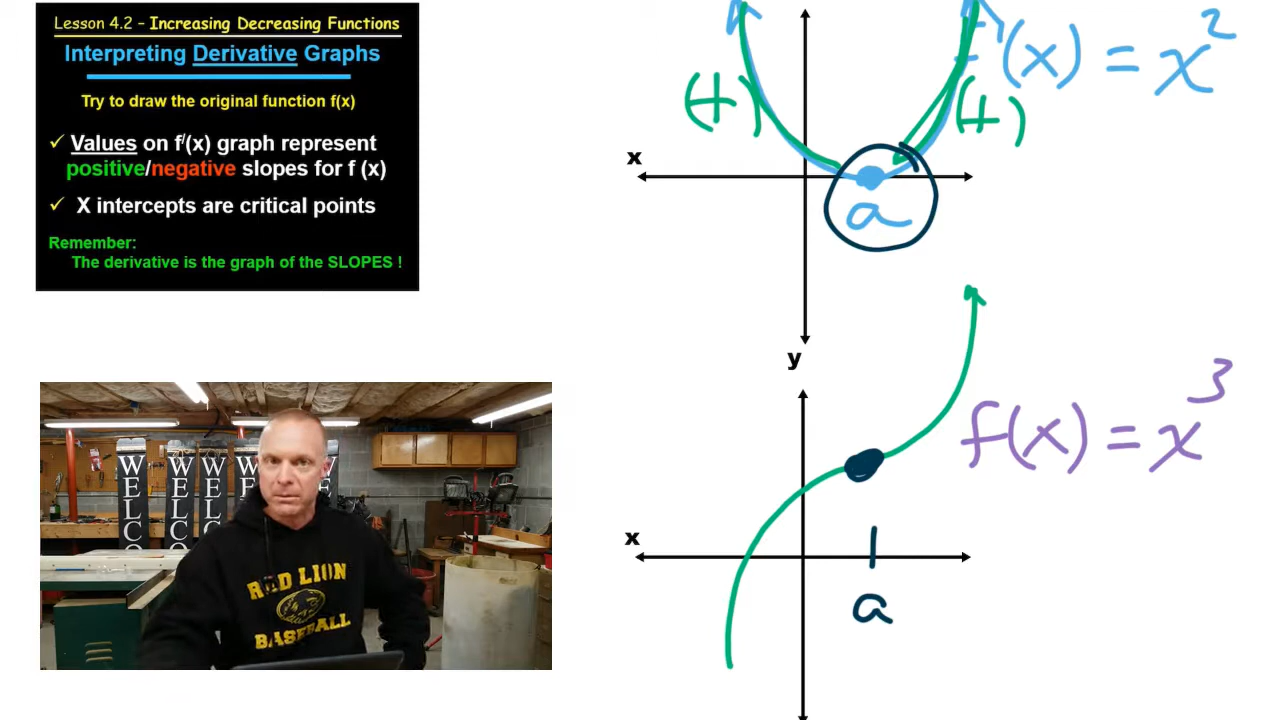 Lesson 4.2 – Increasing Decreasing Functions
Interpreting Derivative Graphs
Try to draw the original function f(x)
✓ Values on f'(x) graph represent
positive/negative slopes for f (x)
✓ X intercepts are critical points
Remember:
The derivative is the graph of the SLOPES !
(+)
(+)
(x) = x²
x
a
y
f(x) = x³
x
a
WELCO
WELCO
WELCO
WELC
RED LION
BASEBALL